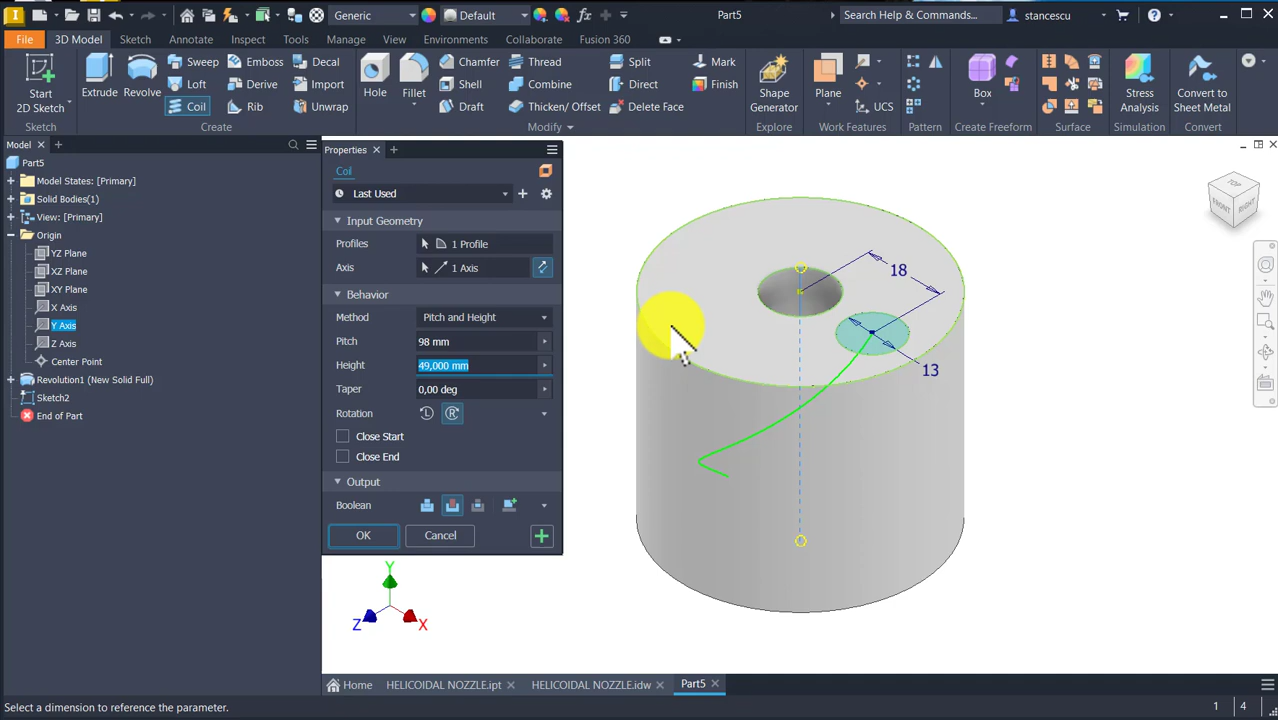 Generic
Default
Part5
Search Help & Commands...
stancescu
File
3D Model
Sketch
Annotate
Inspect
Tools
Manage
View
Environments
Collaborate
Fusion 360
Start
2D Sketch
Extrude
Revolve
Sweep
Emboss
Decal
Loft
Derive
Import
Coil
Rib
Unwrap
Hole
Fillet
Chamfer
Thread
Split
Mark
Shell
Combine
Direct
Finish
Draft
Thicken/ Offset
Delete Face
Shape
Generator
Plane
UCS
Box
Stress
Analysis
Convert to
Sheet Metal
Sketch
Create
Modify
Explore
Work Features
Pattern
Create Freeform
Surface
Simulation
Convert
Model
Part5
Model States: [Primary]
Solid Bodies(1)
View: [Primary]
Origin
YZ Plane
XZ Plane
XY Plane
X Axis
Y Axis
Z Axis
Center Point
Revolution1 (New Solid Full)
Sketch2
End of Part
Properties
Coil
Last Used
Input Geometry
Profiles
1 Profile
Axis
1 Axis
Behavior
Method
Pitch and Height
Pitch
98 mm
Height
49,000 mm
Taper
0,00 deg
Rotation
Close Start
Close End
Output
Boolean
OK
Cancel
18
13
FRONT
RIGHT
Y
Z
X
Home
HELICOIDAL NOZZLE.ipt
HELICOIDAL NOZZLE.idw
Part5
Select a dimension to reference the parameter.
1
4